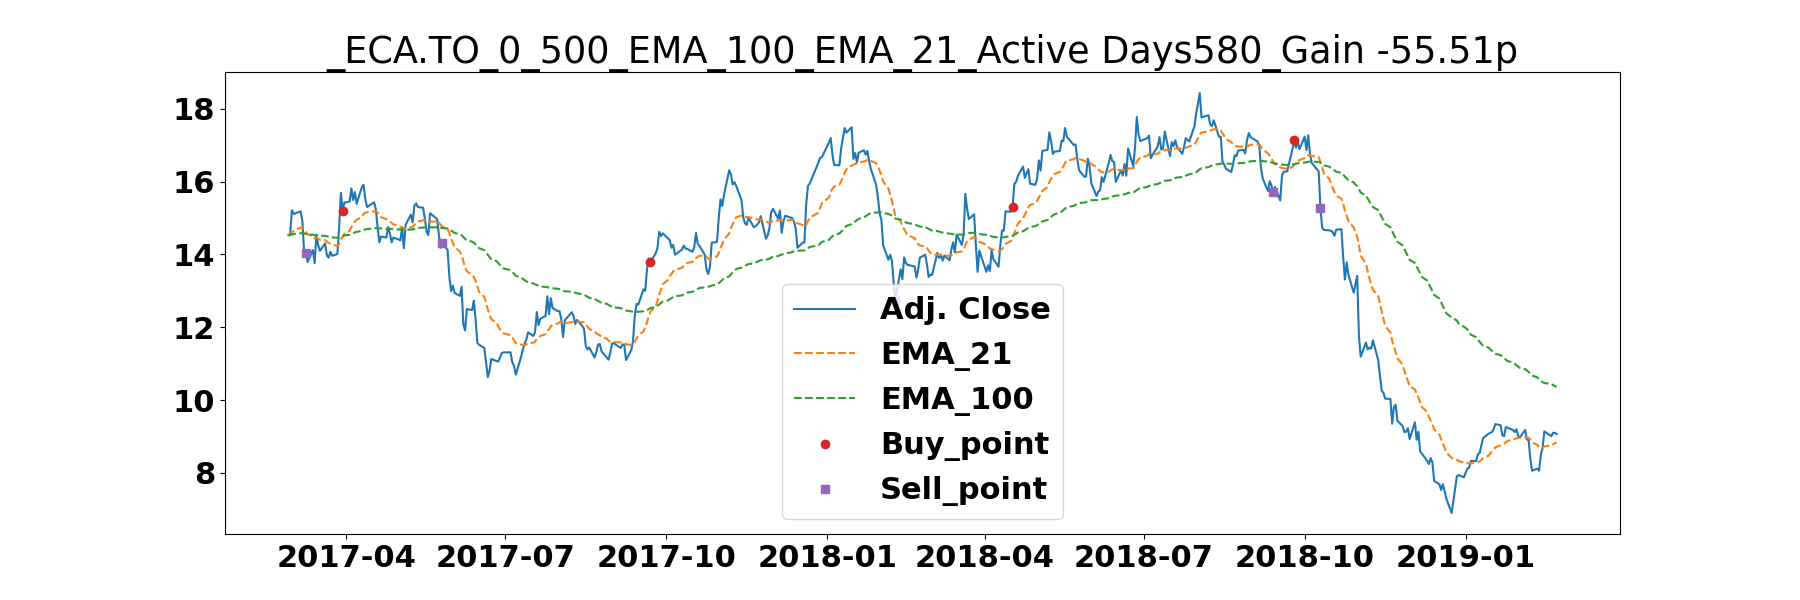 _ECA.TO_0_500_EMA_100_EMA_21_Active Days580_Gain -55.51p
18
16
14
12
10
8
Adj. Close
EMA_21
EMA_100
Buy_point
Sell_point
2017-04 2017-07 2017-10 2018-01 2018-04 2018-07 2018-10 2019-01